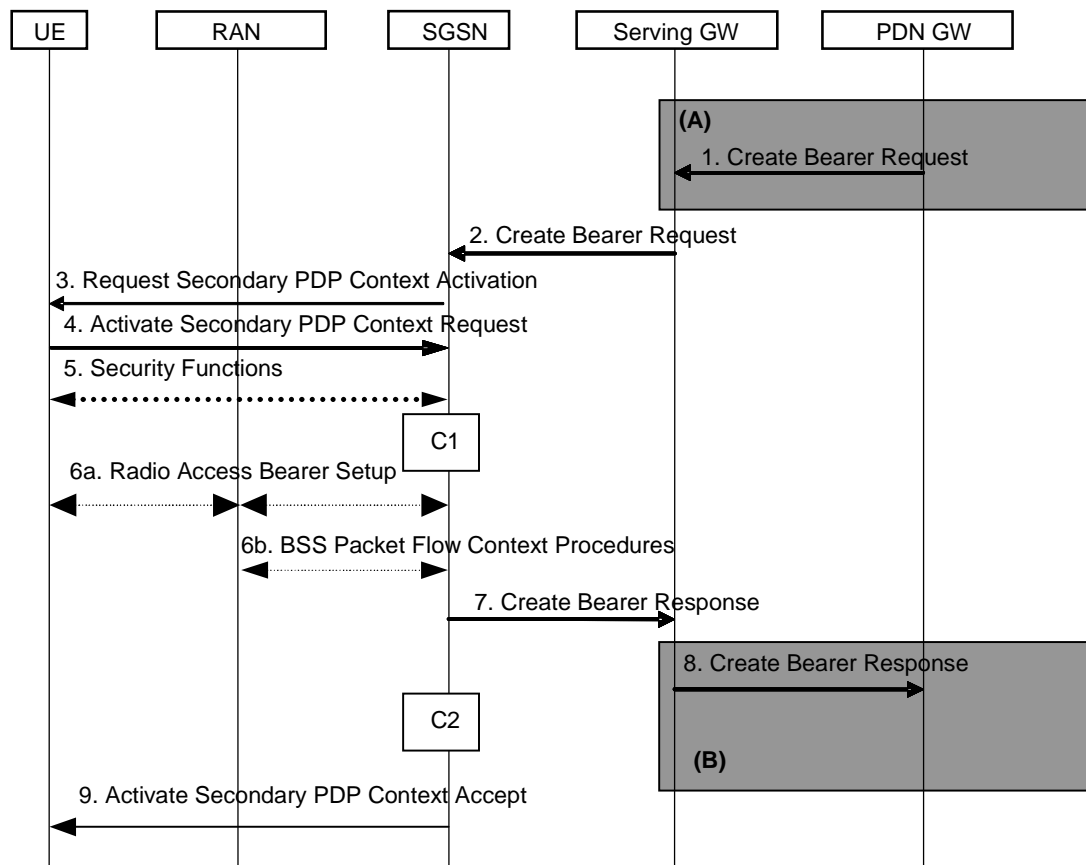 UE
RAN
SGSN
Serving GW
PDN GW
(A)
1. Create Bearer Request
2. Create Bearer Request
3. Request Secondary PDP Context Activation
4. Activate Secondary PDP Context Request
5. Security Functions
C1
6a. Radio Access Bearer Setup
6b. BSS Packet Flow Context Procedures
7. Create Bearer Response
8. Create Bearer Response
C2
(B)
9. Activate Secondary PDP Context Accept